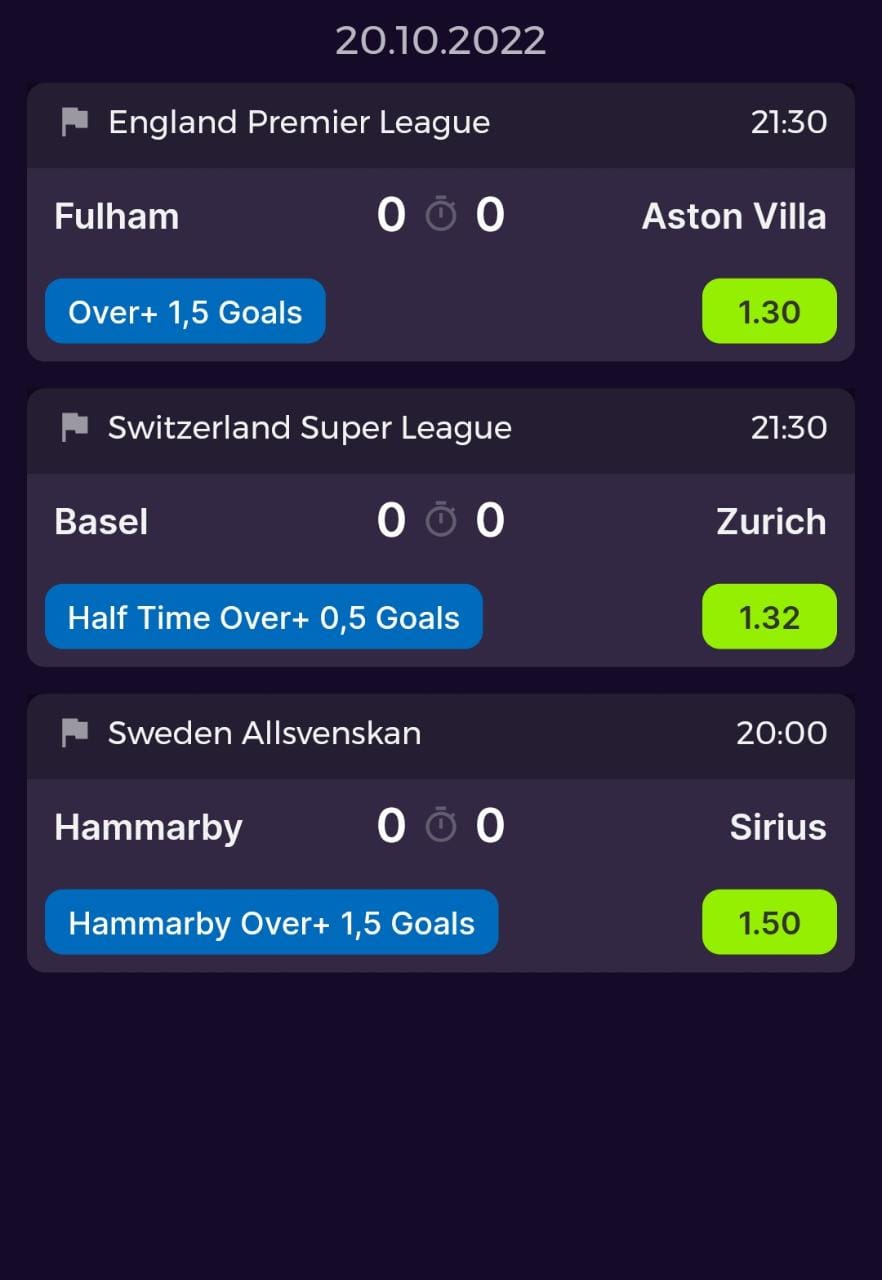 20.10.2022
England Premier League 21:30
Fulham 0 0 Aston Villa
Over+ 1,5 Goals 1.30
Switzerland Super League 21:30
Basel 0 0 Zurich
Half Time Over+ 0,5 Goals 1.32
Sweden Allsvenskan 20:00
Hammarby 0 0 Sirius
Hammarby Over+ 1,5 Goals 1.50